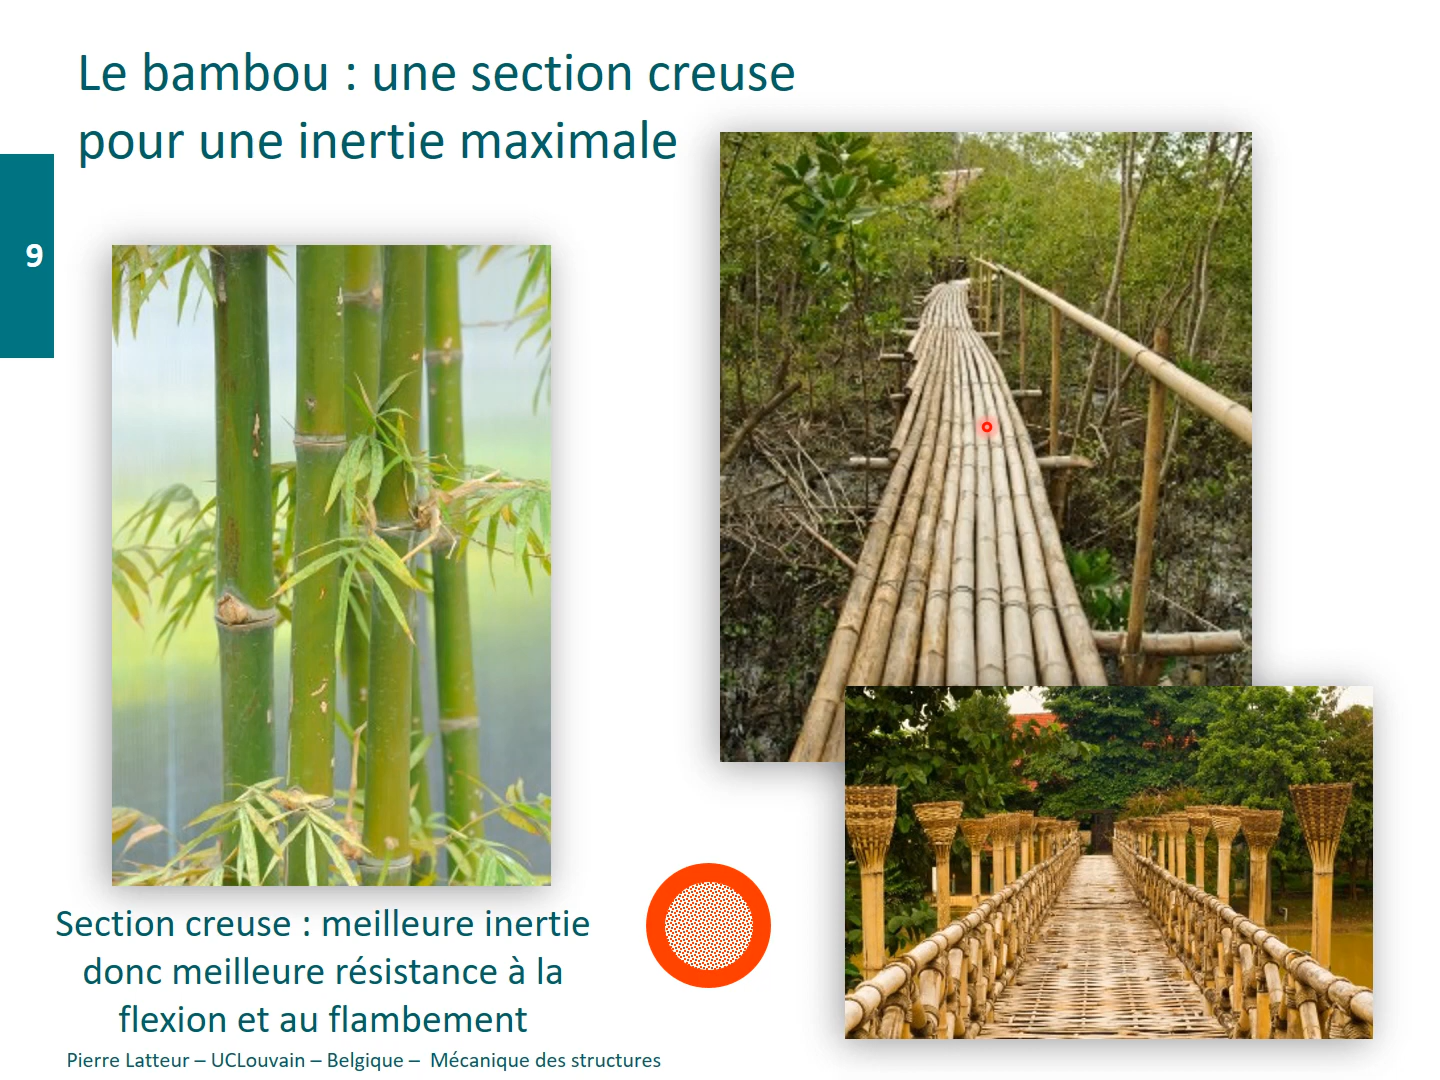 Le bambou : une section creuse
pour une inertie maximale
9
Section creuse : meilleure inertie
donc meilleure résistance à la
flexion et au flambement
Pierre Latteur – UCLouvain – Belgique – Mécanique des structures